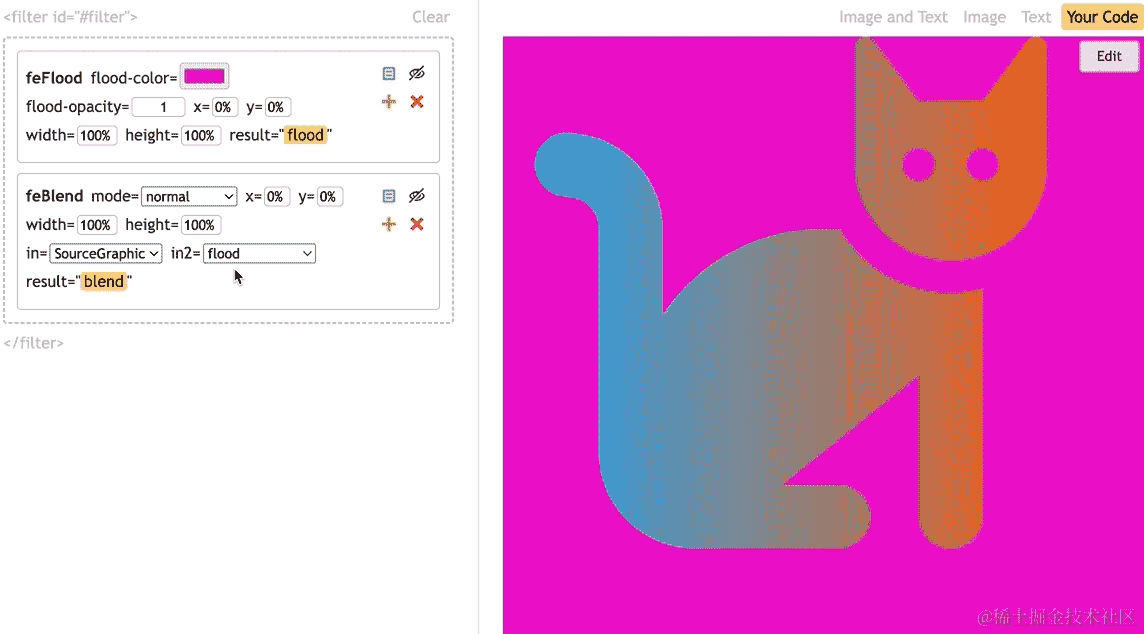 <filter id="#filter">
Clear
feFlood flood-color=
flood-opacity= 1 x= 0% y= 0%
width= 100% height= 100% result="flood"
feBlend mode= normal x= 0% y= 0%
width= 100% height= 100%
in= SourceGraphic in2= flood
result="blend"
</filter>
Image and Text Image Text Your Code
Edit
@稀土掘金技术社区